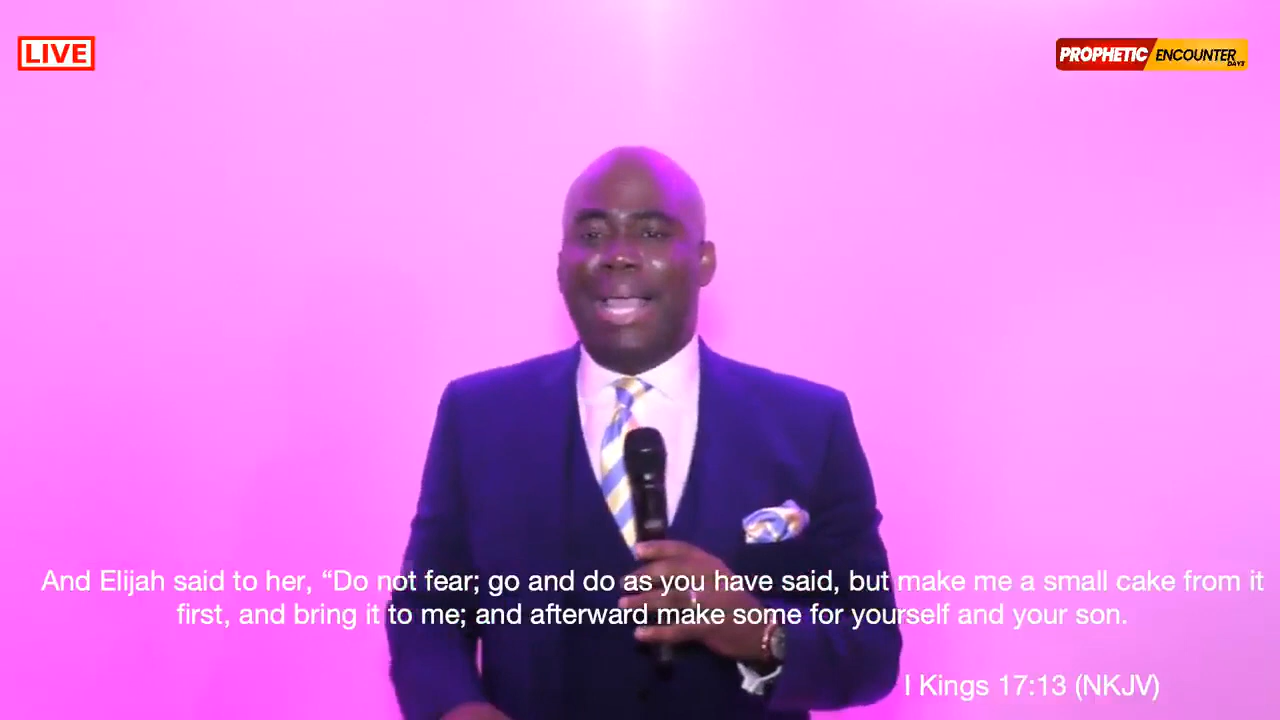 LIVE
PROPHETIC ENCOUNTER
DAYS
And Elijah said to her, “Do not fear; go and do as you have said, but make me a small cake from it
first, and bring it to me; and afterward make some for yourself and your son.
I Kings 17:13 (NKJV)